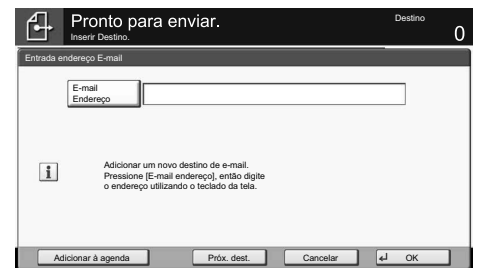 Pronto para enviar.
Destino
Inserir Destino.
0
Entrada endereço E-mail
E-mail
Endereço
Adicionar um novo destino de e-mail.
Pressione [E-mail endereço], então digite
o endereço utilizando o teclado da tela.
Adicionar à agenda
Próx. dest.
Cancelar
OK